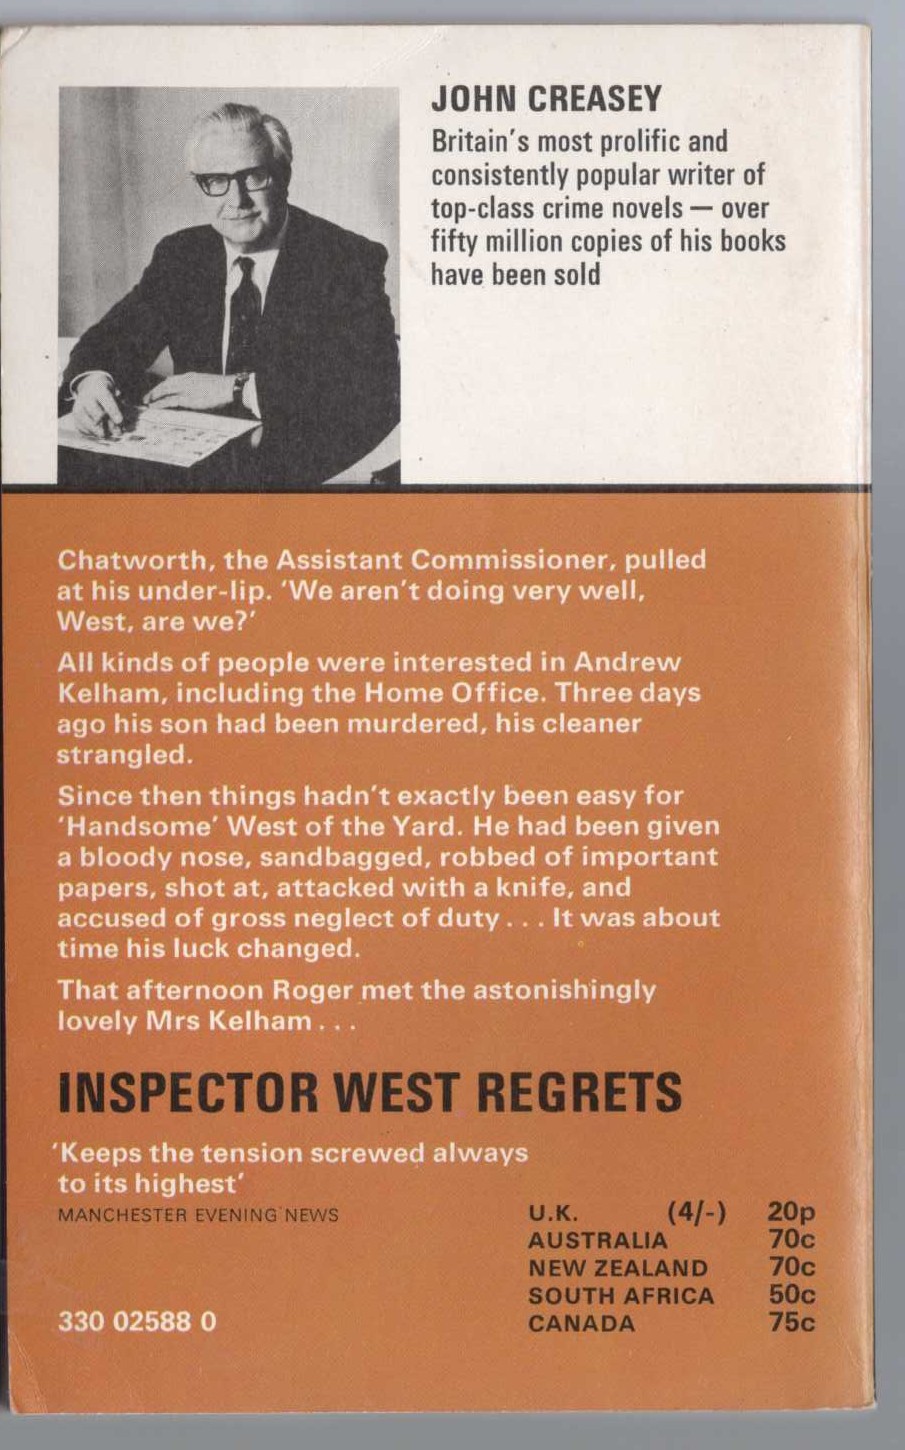 JOHN CREASEY
Britain's most prolific and
consistently popular writer of
top-class crime novels — over
fifty million copies of his books
have been sold
Chatworth, the Assistant Commissioner, pulled
at his under-lip. 'We aren't doing very well,
West, are we?'
All kinds of people were interested in Andrew
Kelham, including the Home Office. Three days
ago his son had been murdered, his cleaner
strangled.
Since then things hadn't exactly been easy for
'Handsome' West of the Yard. He had been given
a bloody nose, sandbagged, robbed of important
papers, shot at, attacked with a knife, and
accused of gross neglect of duty . . . It was about
time his luck changed.
That afternoon Roger met the astonishingly
lovely Mrs Kelham . . .
INSPECTOR WEST REGRETS
'Keeps the tension screwed always
to its highest'
MANCHESTER EVENING NEWS
U.K. (4/-) 20p
AUSTRALIA 70c
NEW ZEALAND 70c
SOUTH AFRICA 50c
CANADA 75c
330 02588 0